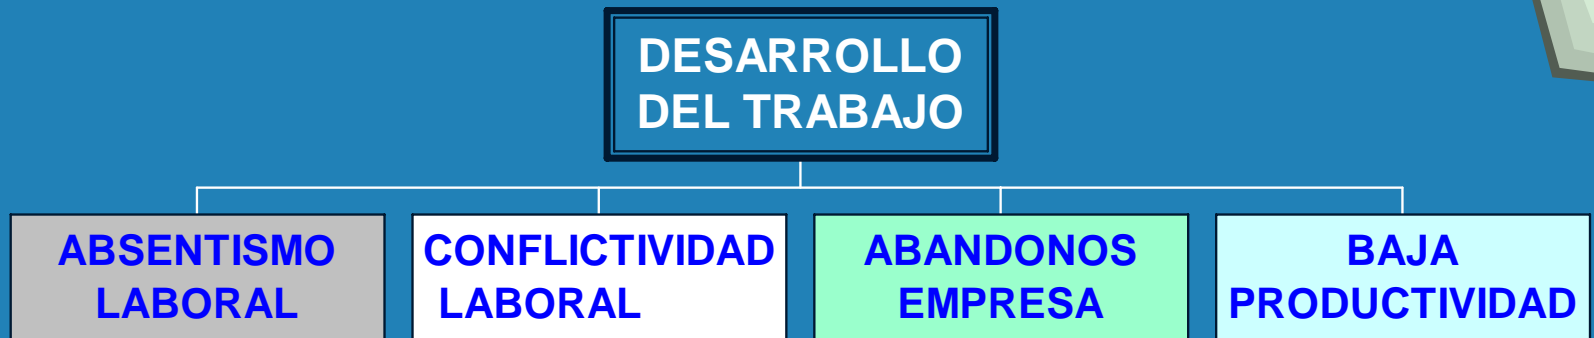 DESARROLLO
DEL TRABAJO
ABSENTISMO
LABORAL
CONFLICTIVIDAD
LABORAL
ABANDONOS
EMPRESA
BAJA
PRODUCTIVIDAD